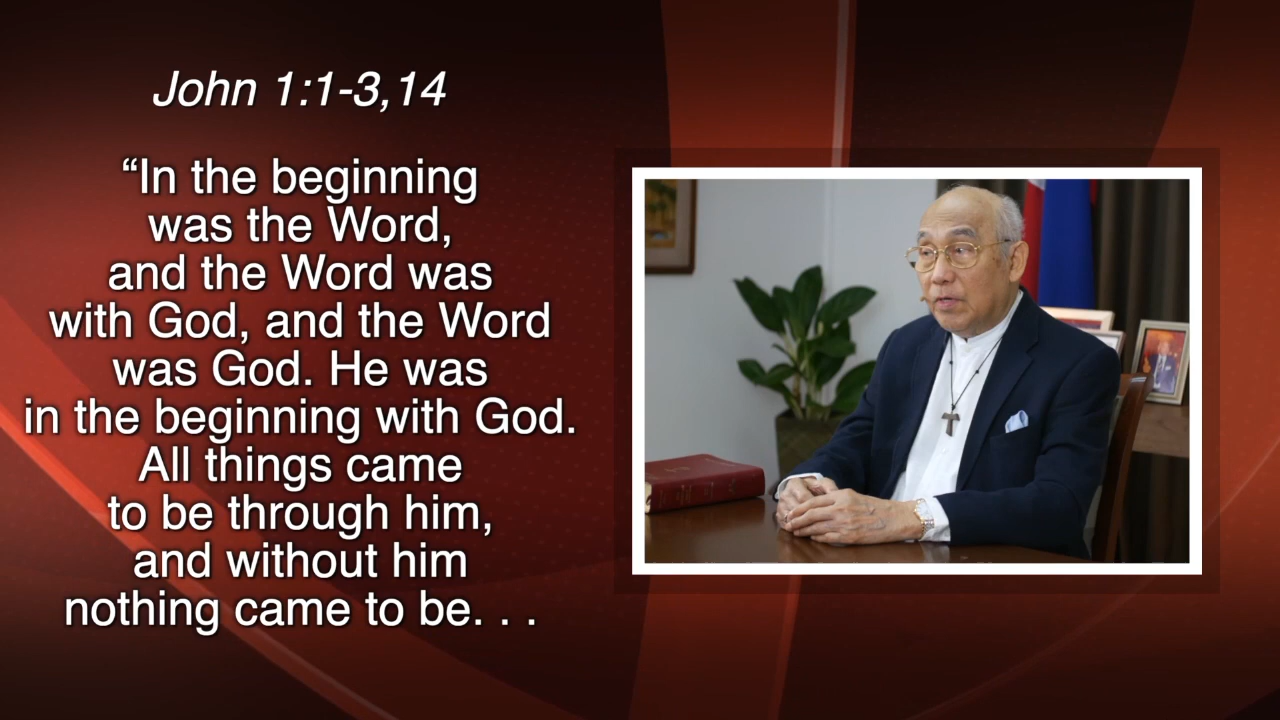 John 1:1-3,14
“In the beginning
was the Word,
and the Word was
with God, and the Word
was God. He was
in the beginning with God.
All things came
to be through him,
and without him
nothing came to be. . .